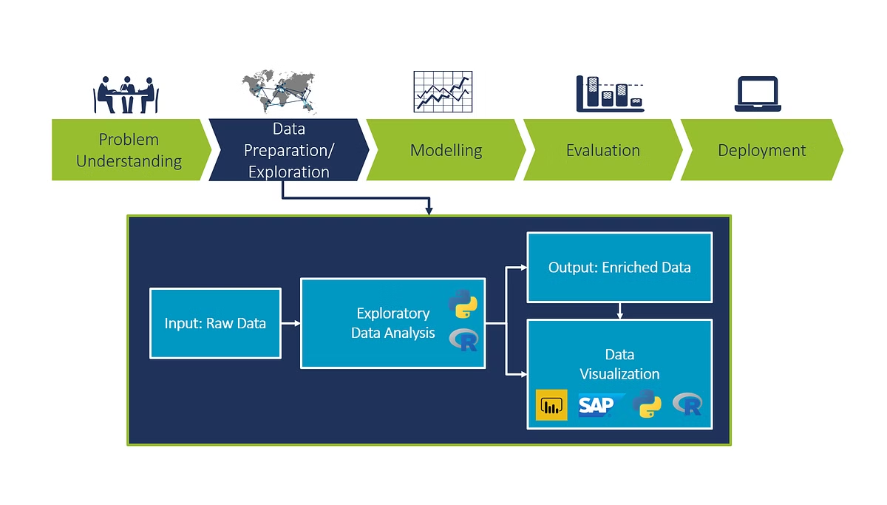 Problem
Understanding
Data
Preparation/
Exploration
Modelling
Evaluation
Deployment
Input: Raw Data
Exploratory
Data Analysis
R
Output: Enriched Data
Data
Visualization
SAP
R